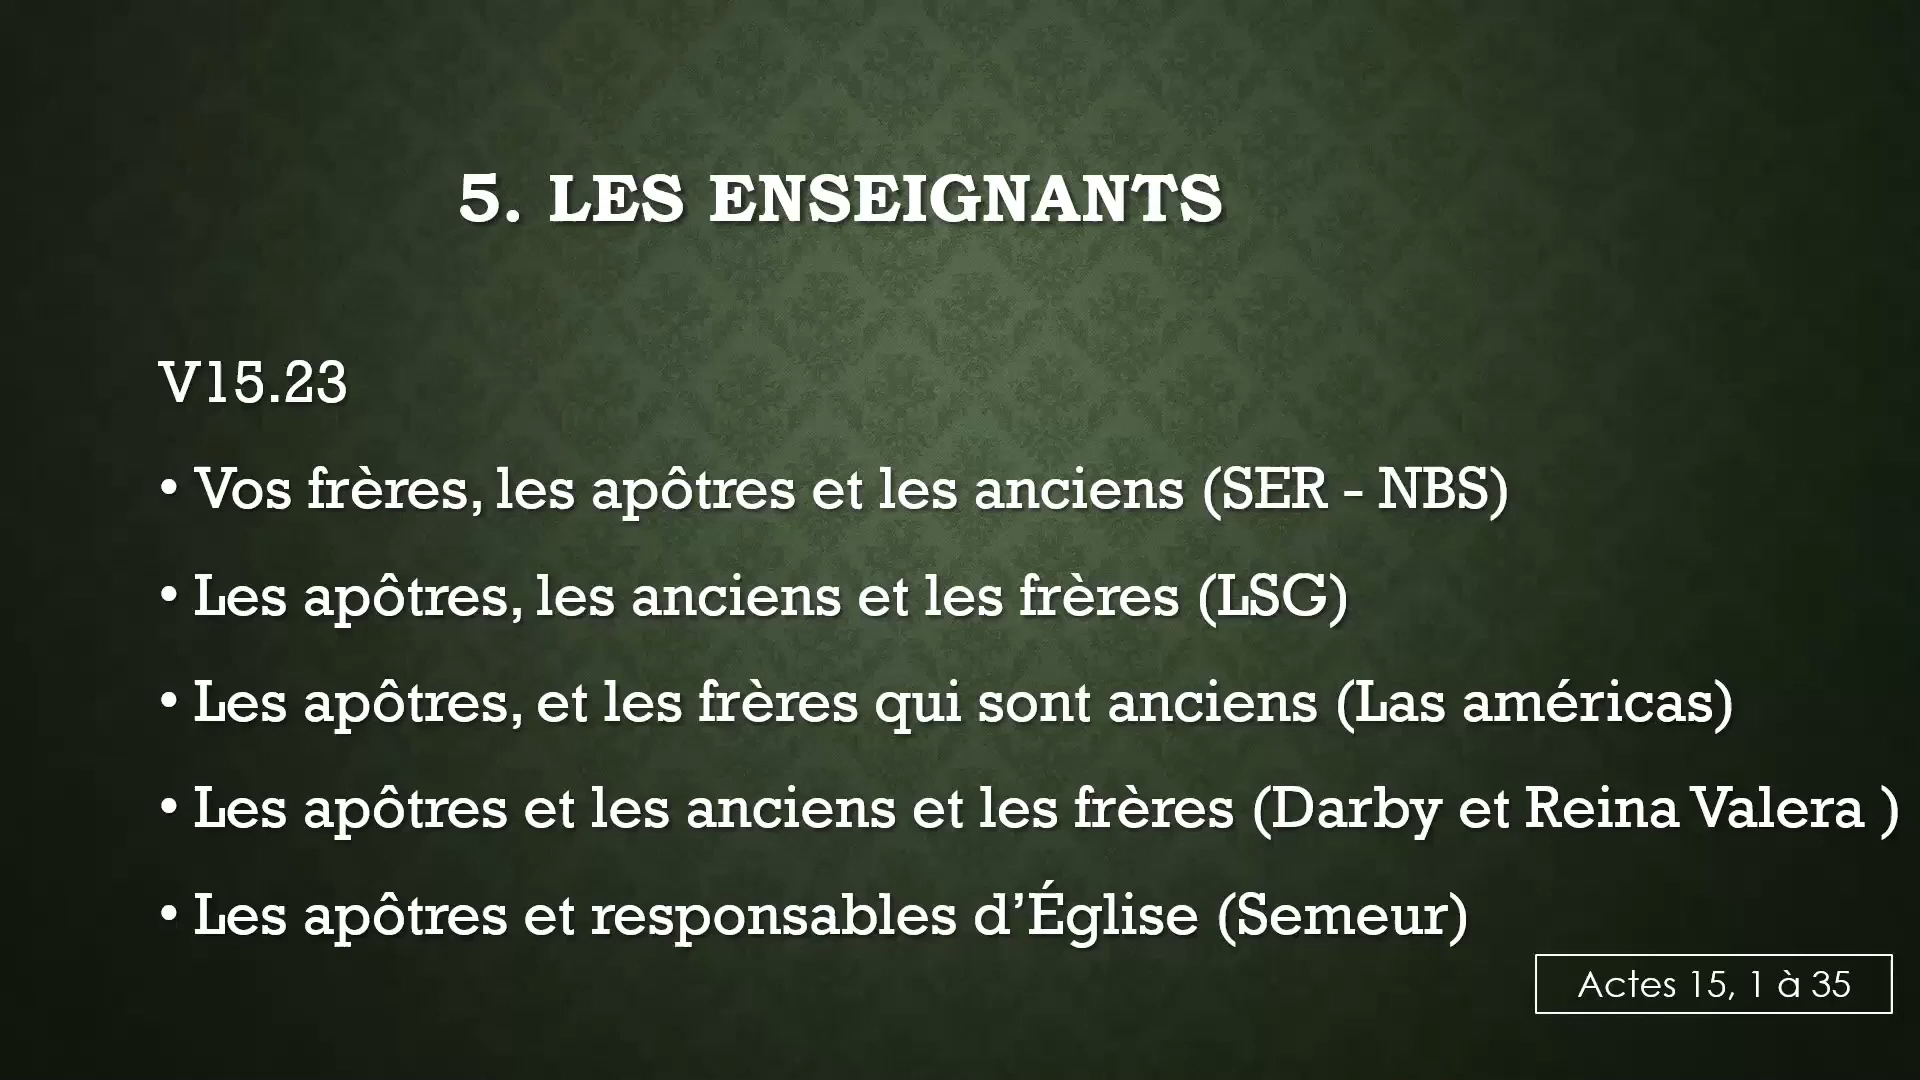 5. LES ENSEIGNANTS
V15.23
• Vos frères, les apôtres et les anciens (SER - NBS)
• Les apôtres, les anciens et les frères (LSG)
• Les apôtres, et les frères qui sont anciens (Las américas)
• Les apôtres et les anciens et les frères (Darby et Reina Valera )
• Les apôtres et responsables d’Église (Semeur)
Actes 15, 1 à 35